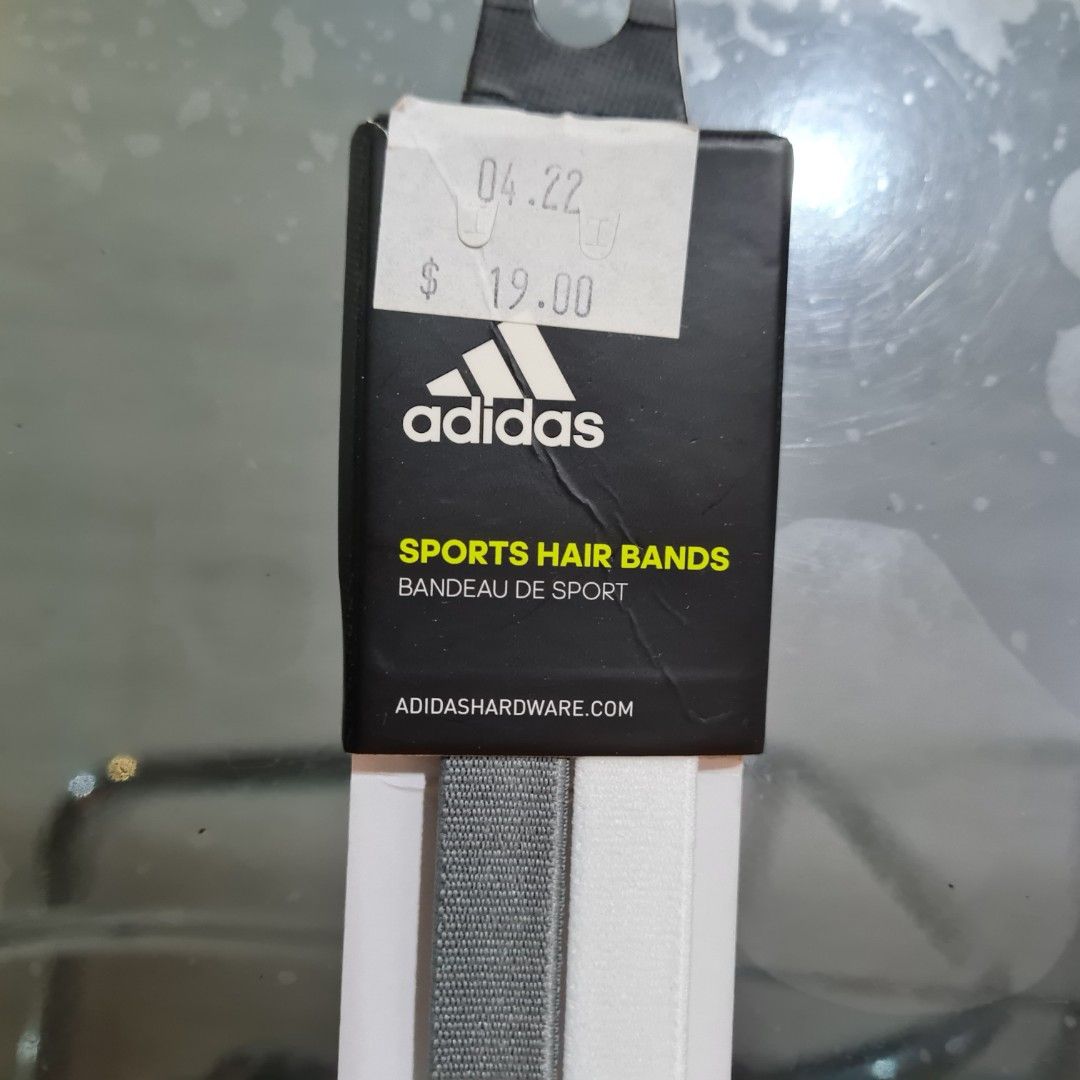 04.22
$ 19.00
adidas
SPORTS HAIR BANDS
BANDEAU DE SPORT
ADIDASHARDWARE.COM